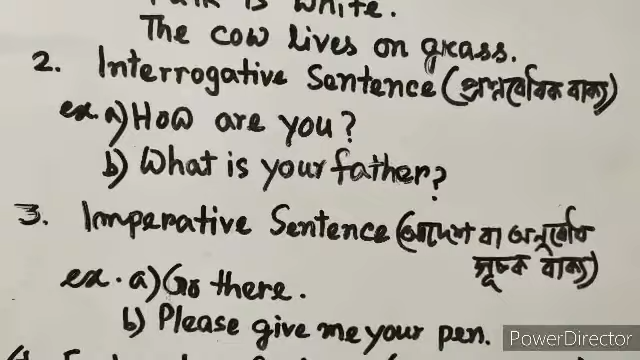 is white.
The cow lives on grass.
2. Interrogative Sentence (প্রশ্নবোধক বাক্য)
ex. a) How are you?
b) What is your father?
3. Imperative Sentence (আদেশ বা অনুরোধ
সূচক বাক্য)
ex. a) Go there.
b) Please give me your pen.
PowerDirector